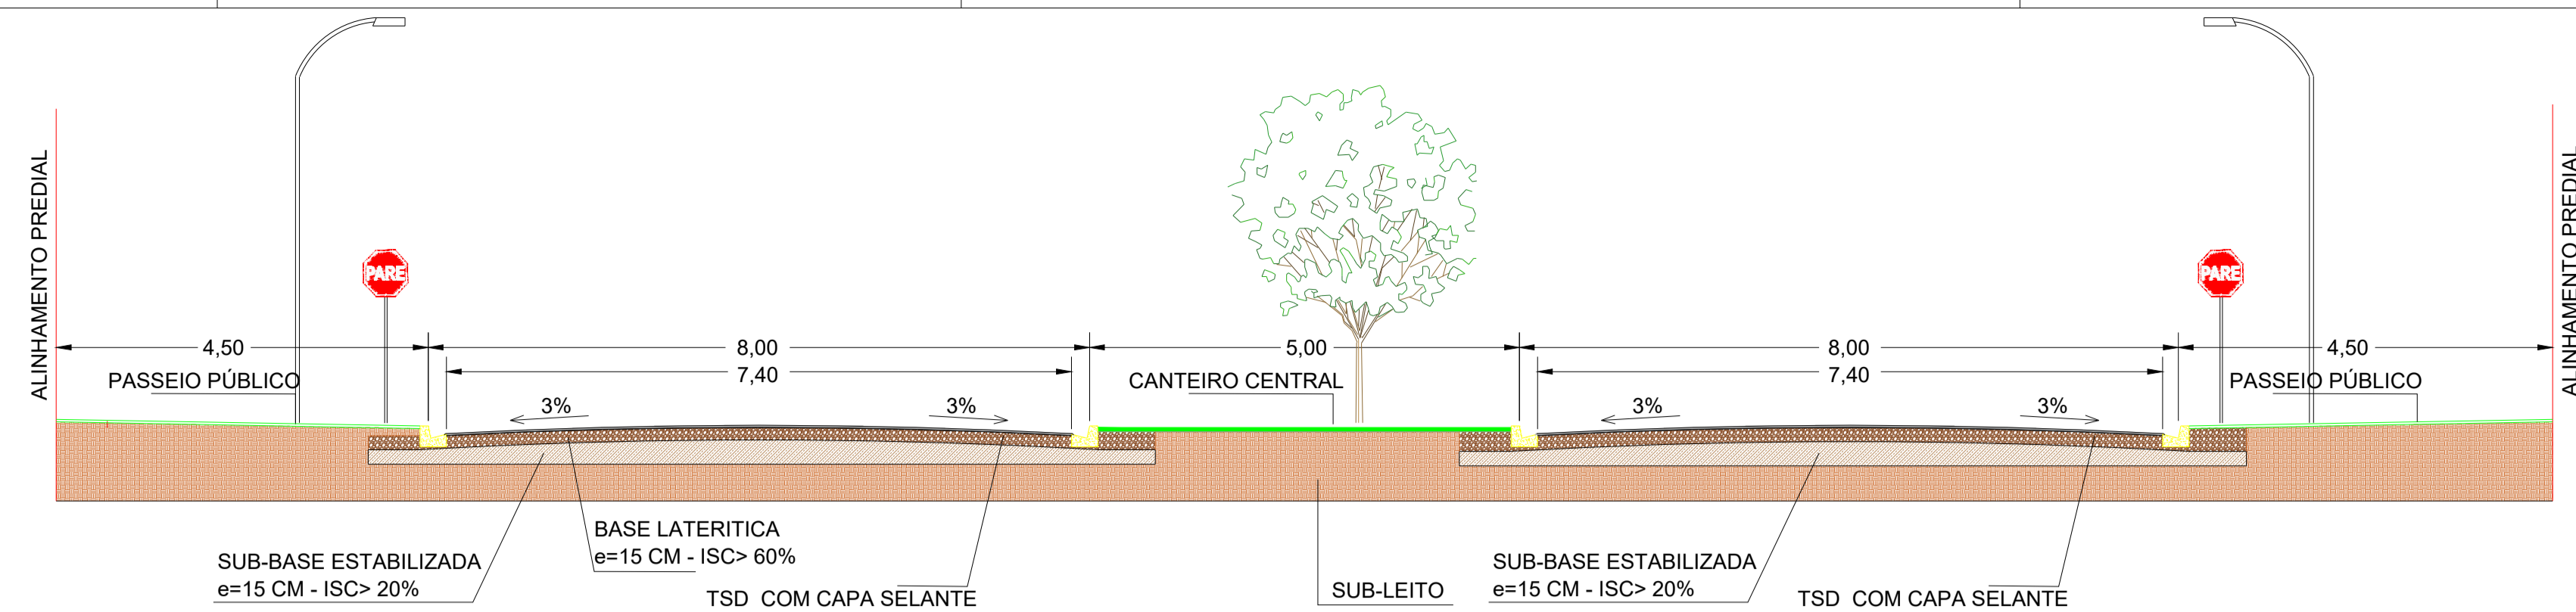 ALINHAMENTO PREDIAL
ALINHAMENTO PREDIAL
PARE
PARE
4,50
8,00
5,00
8,00
4,50
7,40
7,40
PASSEIO PÚBLICO
CANTEIRO CENTRAL
PASSEIO PÚBLICO
3%
3%
3%
3%
BASE LATERITICA
e=15 CM - ISC> 60%
SUB-BASE ESTABILIZADA
e=15 CM - ISC> 20%
TSD COM CAPA SELANTE
SUB-LEITO
SUB-BASE ESTABILIZADA
e=15 CM - ISC> 20%
TSD COM CAPA SELANTE